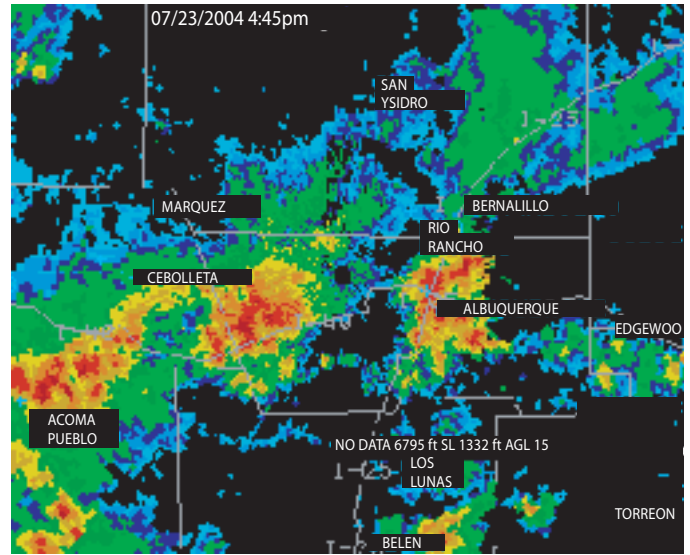 07/23/2004 4:45pm
SAN
YSIDRO
I-25
MARQUEZ
BERNALILLO
RIO
RANCHO
CEBOLLETA
ALBUQUERQUE
EDGEWOO
ACOMA
PUEBLO
NO DATA 6795 ft SL 1332 ft AGL 15
LOS
I-25
LUNAS
TORREON
BELEN